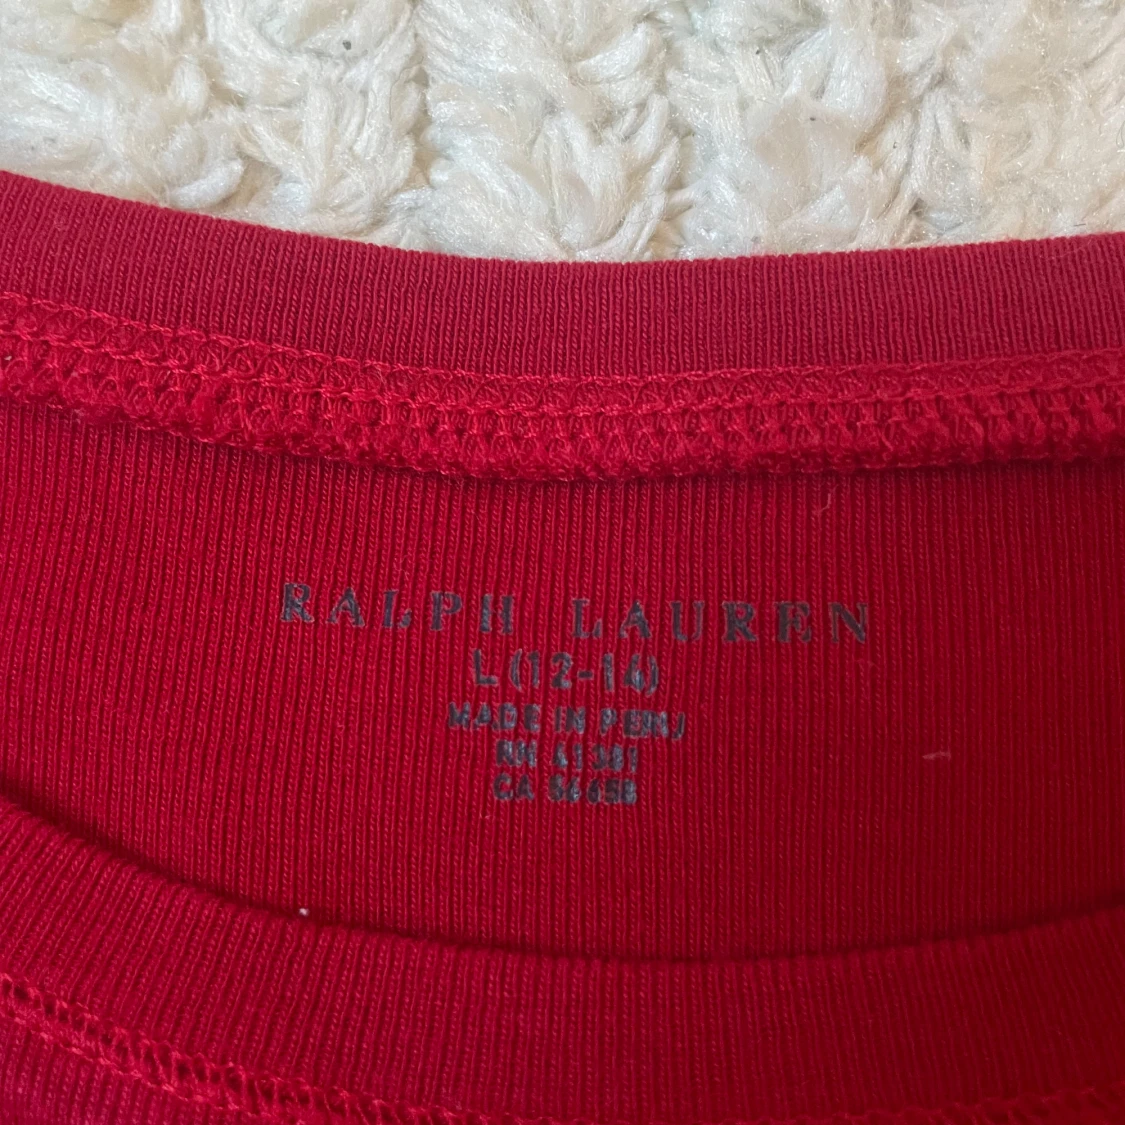 RALPH LAUREN
L (12-14)
MADE IN PERU
RN 41381
CA 56658